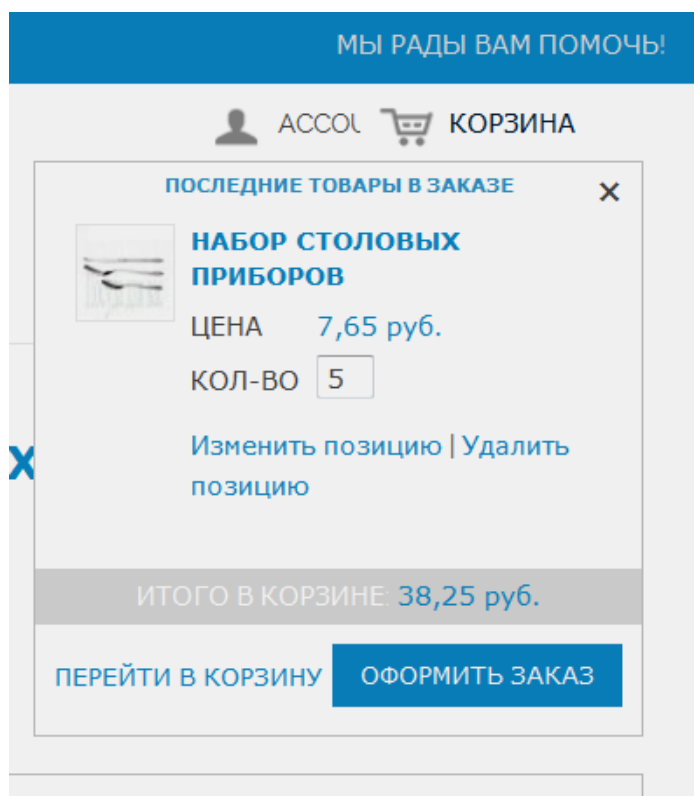 МЫ РАДЫ ВАМ ПОМОЧЬ!
ACCOU КОРЗИНА
ПОСЛЕДНИЕ ТОВАРЫ В ЗАКАЗЕ ×
НАБОР СТОЛОВЫХ
ПРИБОРОВ
ЦЕНА 7,65 руб.
КОЛ-ВО 5
Х
Изменить позицию | Удалить
позицию
ИТОГО В КОРЗИНЕ: 38,25 руб.
ПЕРЕЙТИ В КОРЗИНУ ОФОРМИТЬ ЗАКАЗ